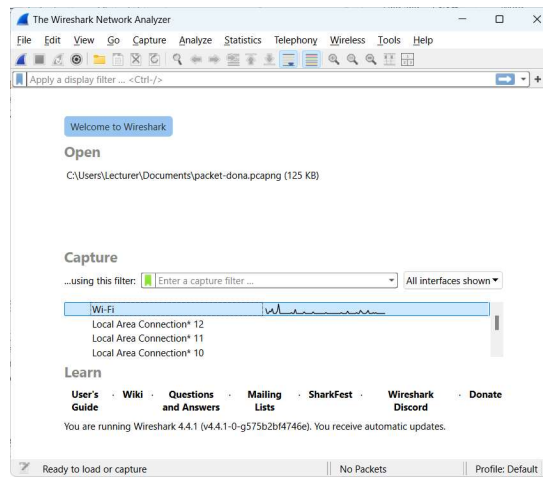 The Wireshark Network Analyzer
File Edit View Go Capture Analyze Statistics Telephony Wireless Tools Help
Apply a display filter ... <Ctrl-/>
Welcome to Wireshark
Open
C:\Users\Lecturer\Documents\packet-dona.pcapng (125 KB)
Capture
...using this filter: Enter a capture filter ... All interfaces shown
Wi-Fi
Local Area Connection* 12
Local Area Connection* 11
Local Area Connection* 10
Learn
User's Guide · Wiki · Questions and Answers · Mailing Lists · SharkFest · Wireshark Discord · Donate
You are running Wireshark 4.4.1 (v4.4.1-0-g575b2bf4746e). You receive automatic updates.
Ready to load or capture No Packets Profile: Default